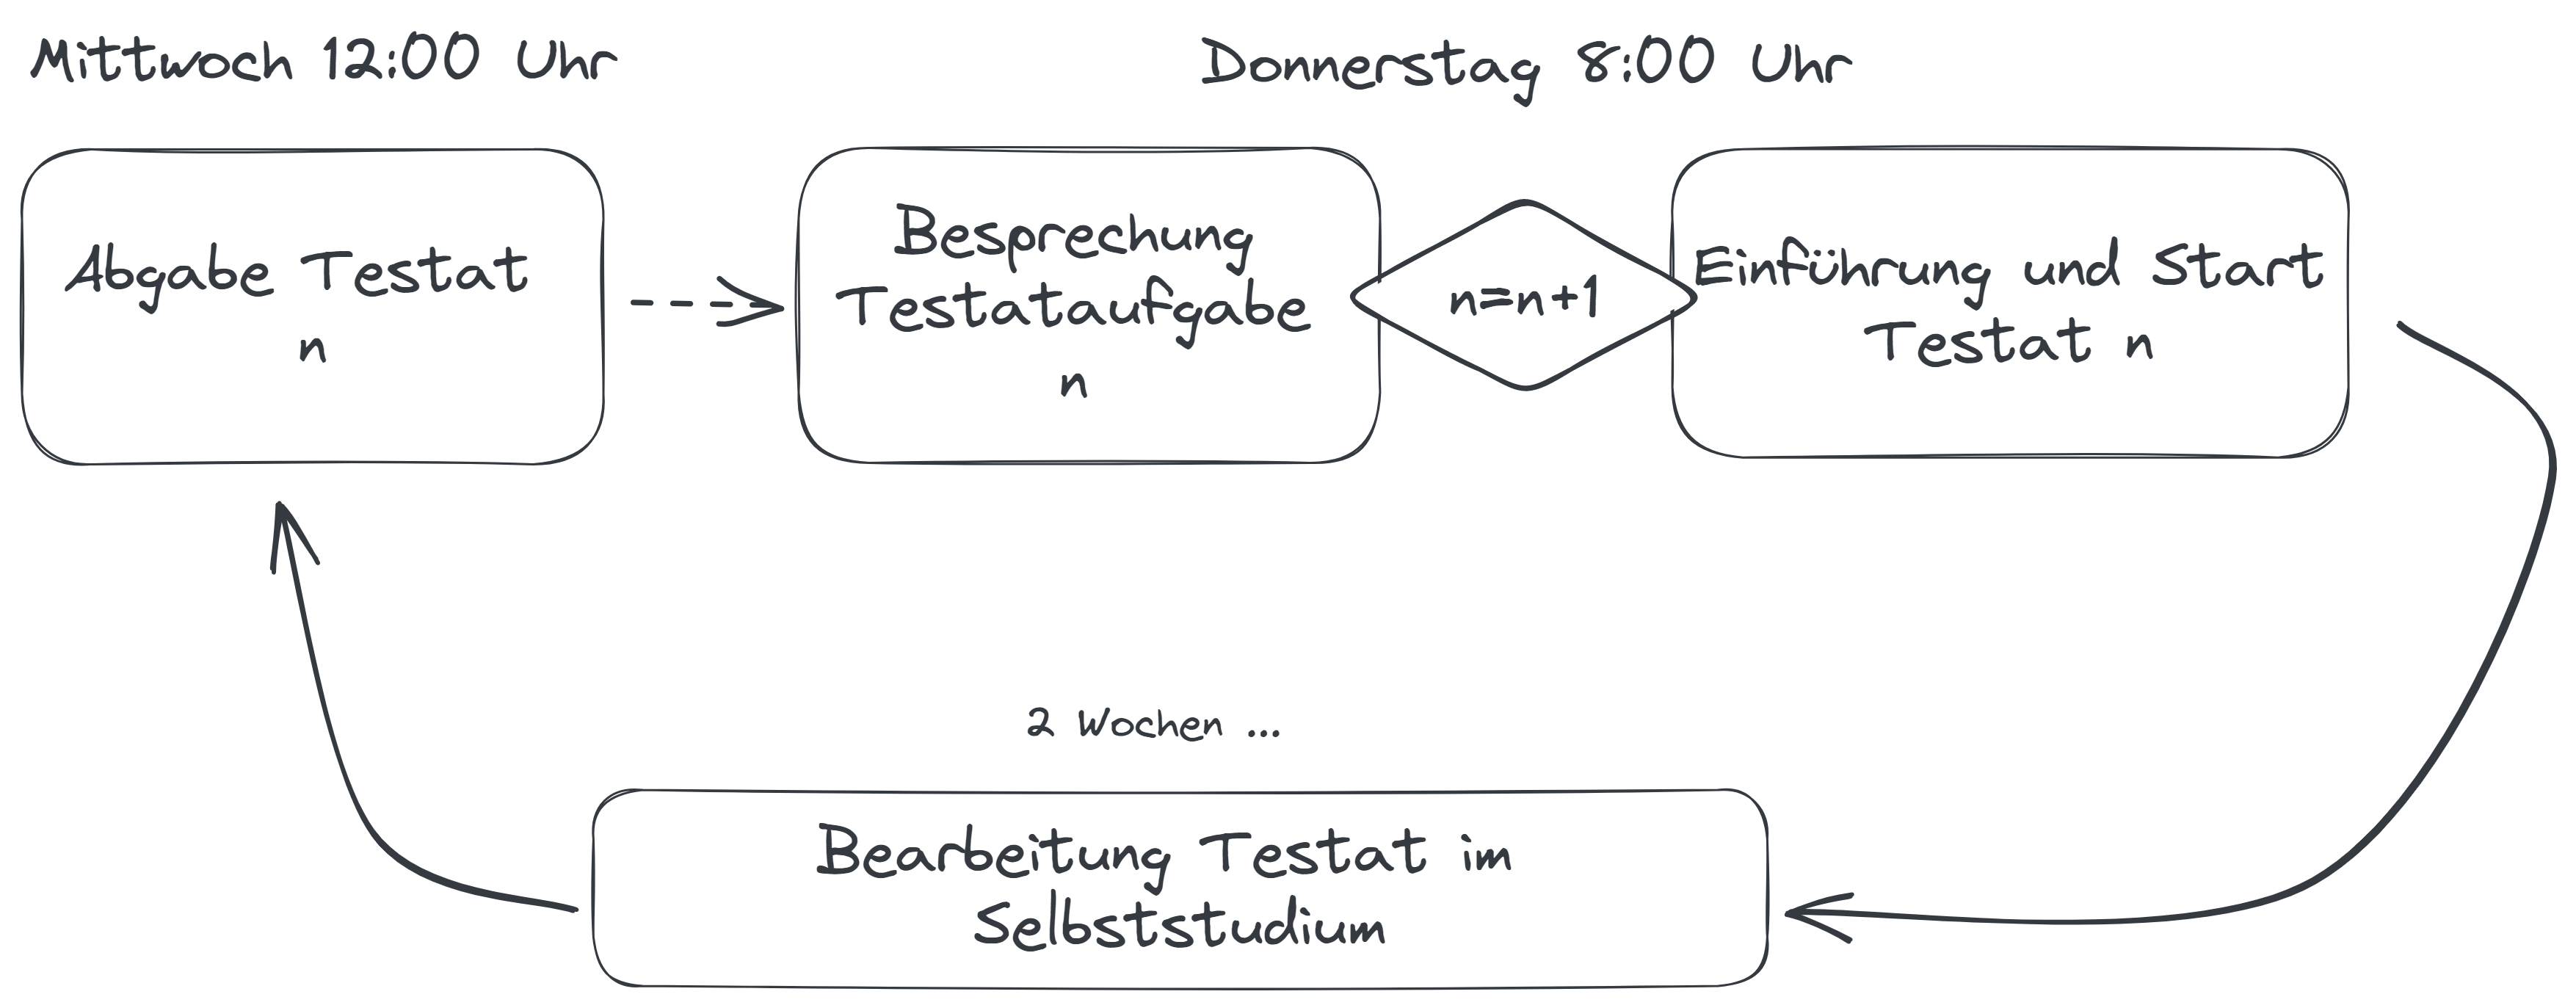 Mittwoch 12:00 Uhr
Donnerstag 8:00 Uhr
Abgabe Testat
n
Besprechung
Testataufgabe
n
n=n+1
Einführung und Start
Testat n
2 Wochen ...
Bearbeitung Testat im
Selbststudium